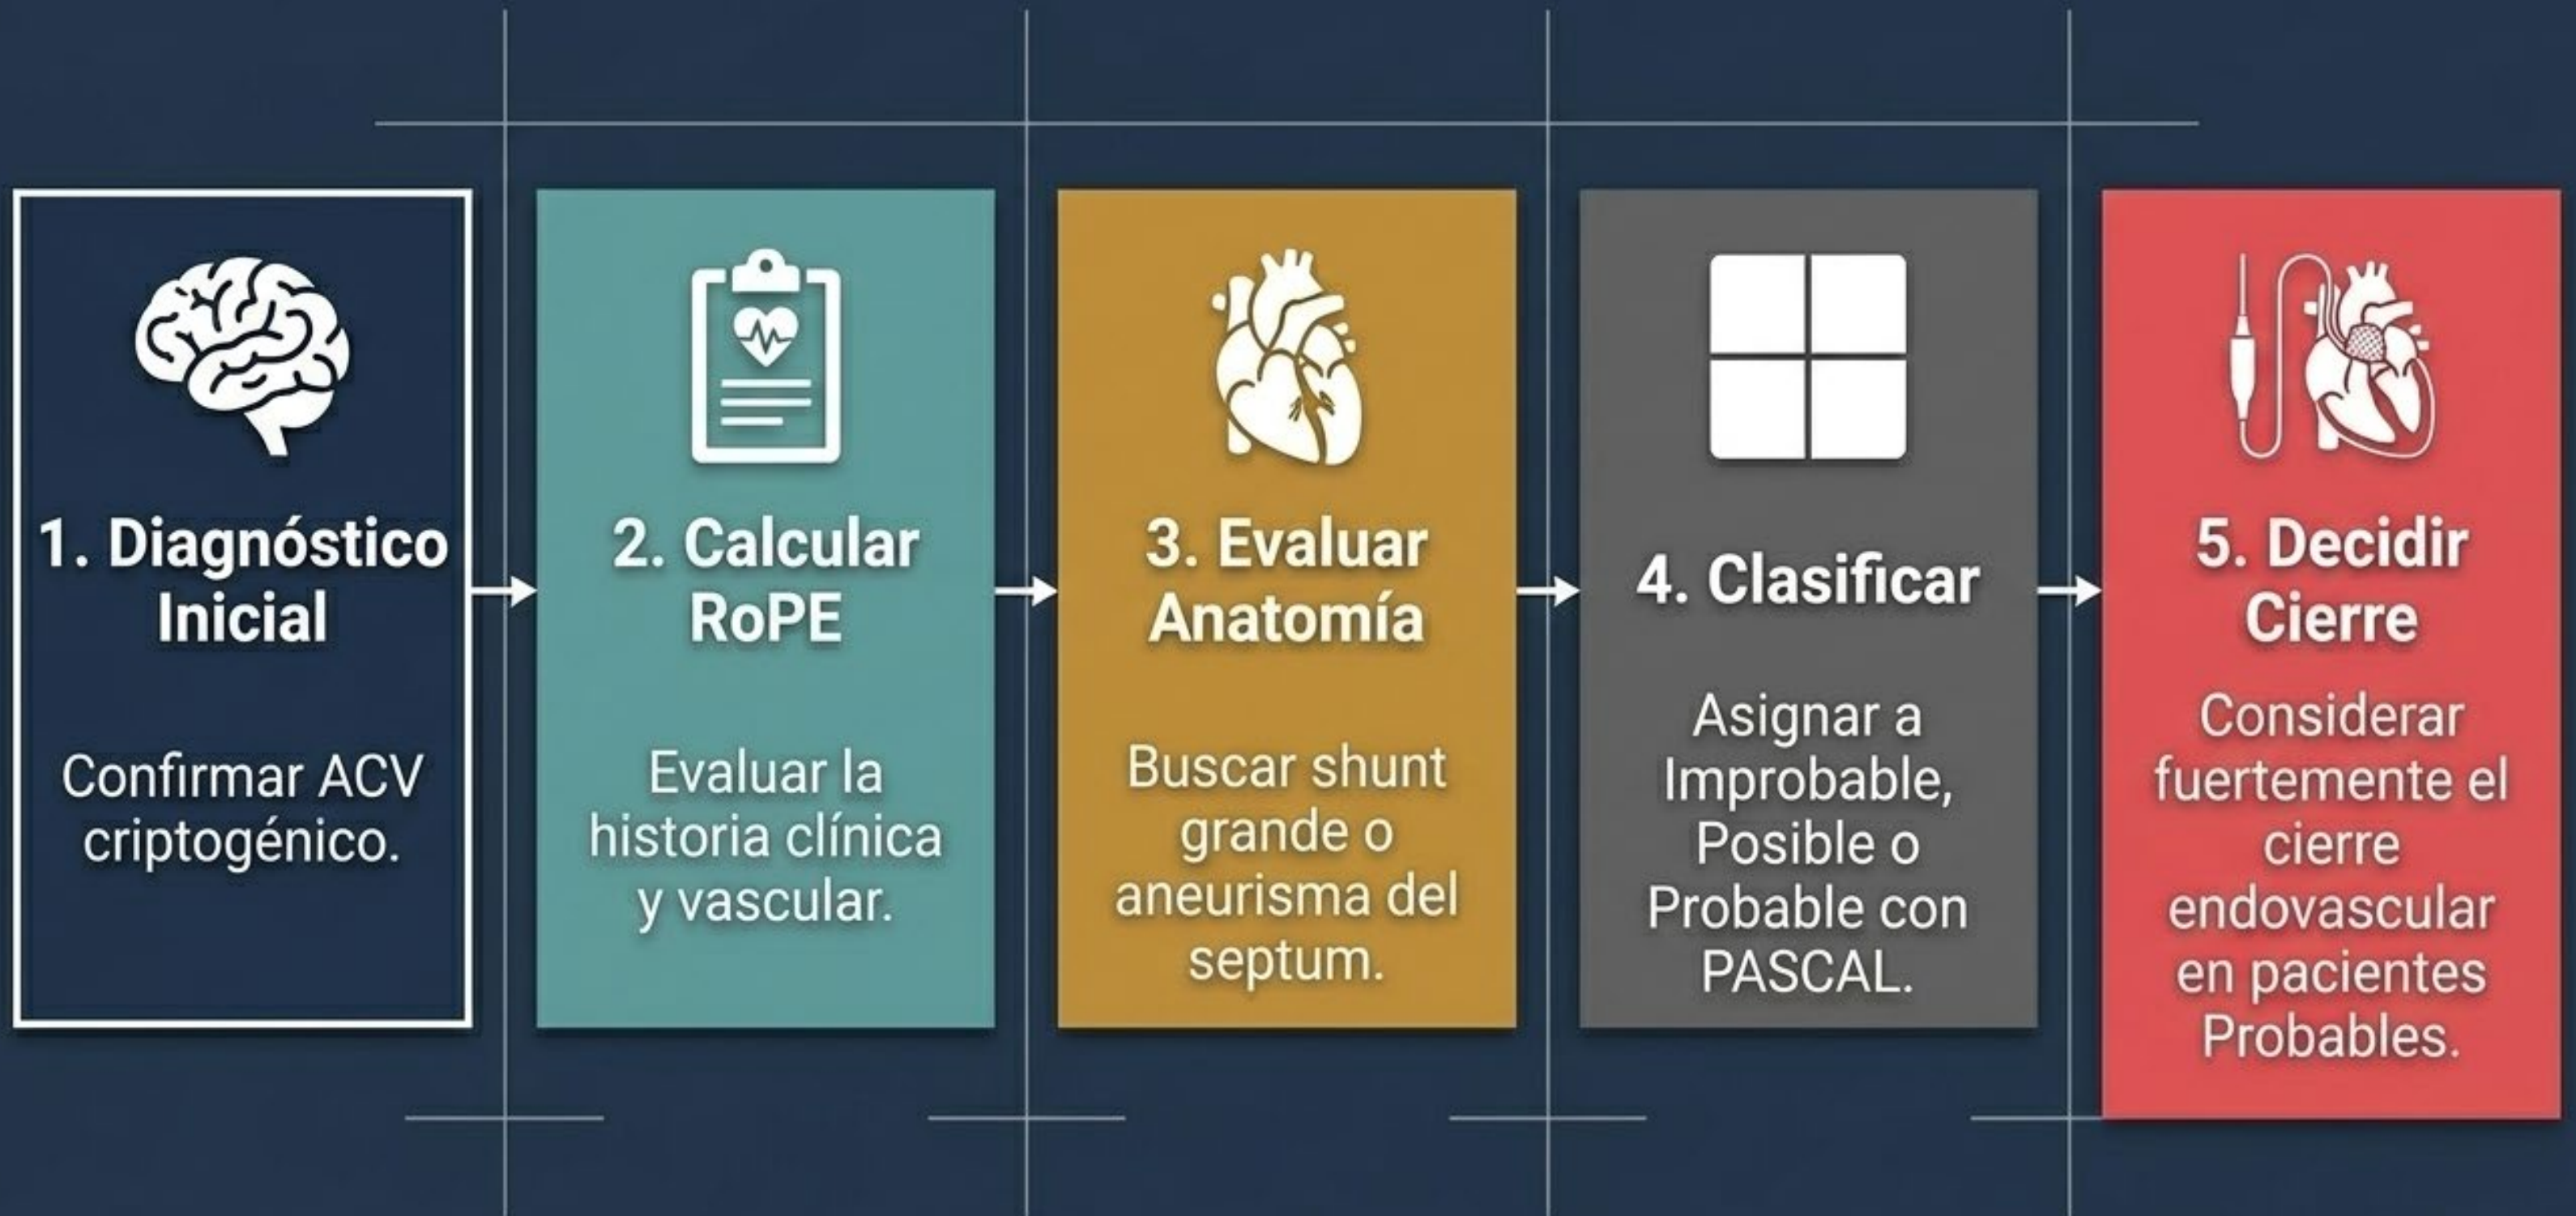 1. Diagnóstico
Inicial
Confirmar ACV
criptogénico.
2. Calcular
RoPE
Evaluar la
historia clínica
y vascular.
3. Evaluar
Anatomía
Buscar shunt
grande o
aneurisma del
septum.
4. Clasificar
Asignar a
Improbable,
Posible o
Probable con
PASCAL.
5. Decidir
Cierre
Considerar
fuertemente el
cierre
endovascular
en pacientes
Probables.